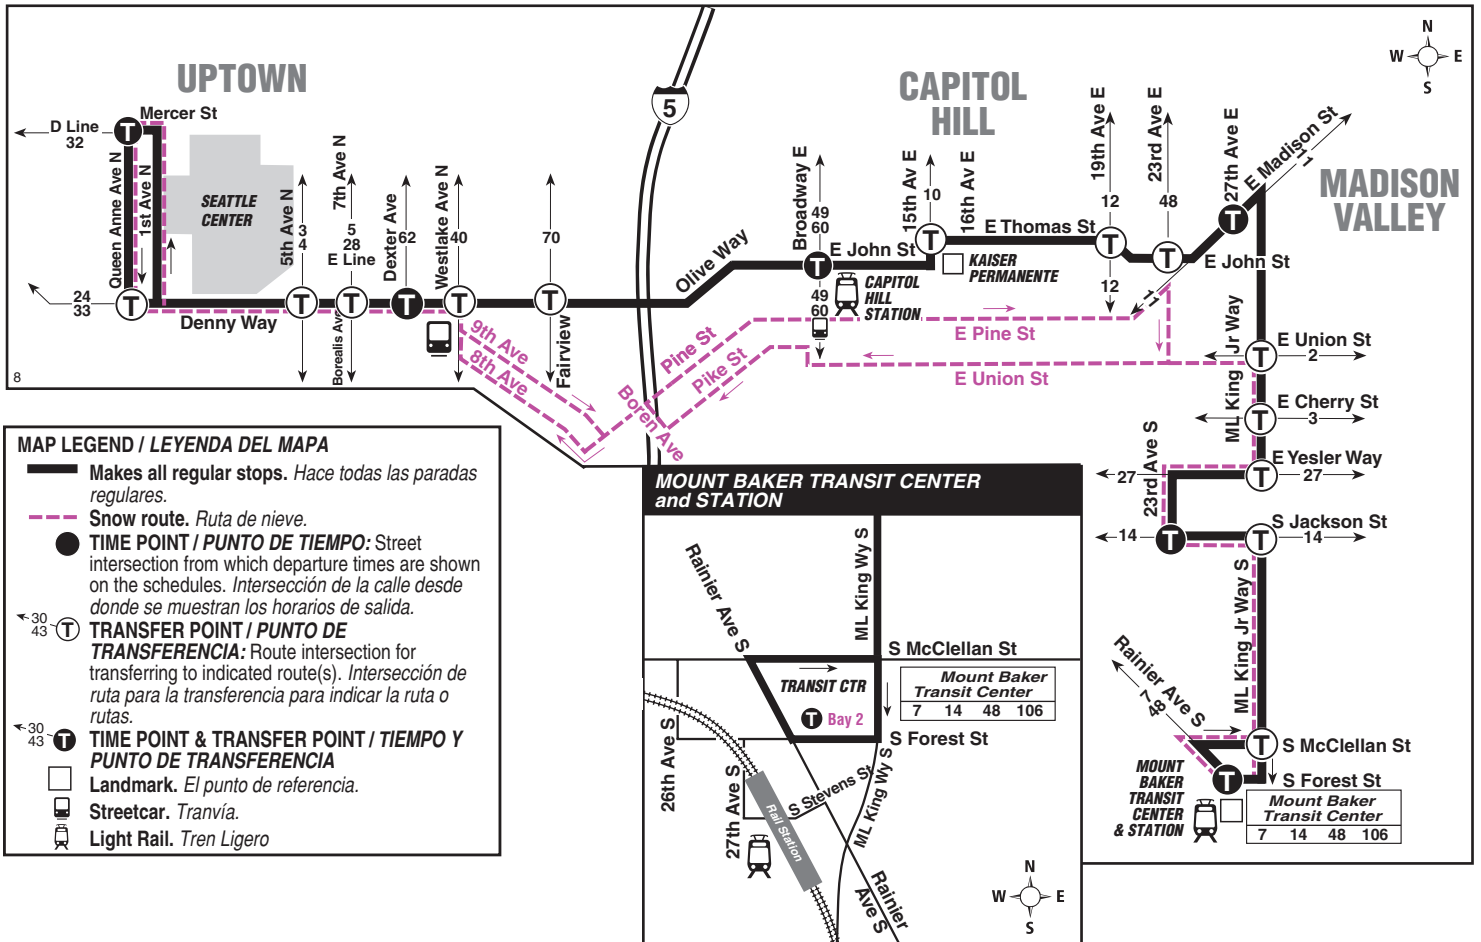 UPTOWN
CAPITOL
HILL
MADISON
VALLEY
N
W E
S
5
Mercer St
D Line
32
Queen Anne Ave N
1st Ave N
SEATTLE
CENTER
24
33
Denny Way
5th Ave N
3
4
7th Ave N
5
28
E Line
Borealis Ave
Dexter Ave
62
Westlake Ave N
40
70
Fairview
Olive Way
Broadway E
49
60
E John St
49
60
CAPITOL
HILL
STATION
15th Av E
10
16th Av E
KAISER
PERMANENTE
E Thomas St
19th Ave E
12
12
23rd Ave E
48
27th Ave E
E Madison St
11
E John St
11
9th Ave
8th Ave
Boren Ave
Pine St
Pike St
E Pine St
E Union St
ML King Jr Way
E Union St
2
E Cherry St
3
E Yesler Way
27
27
23rd Ave S
S Jackson St
14
14
ML King Jr Way S
Rainier Ave S
7
48
S McClellan St
S Forest St
MOUNT
BAKER
TRANSIT
CENTER
& STATION
Mount Baker
Transit Center
7 14 48 106
8
MAP LEGEND / LEYENDA DEL MAPA
Makes all regular stops. Hace todas las paradas
regulares.
Snow route. Ruta de nieve.
TIME POINT / PUNTO DE TIEMPO: Street
intersection from which departure times are shown
on the schedules. Intersección de la calle desde
donde se muestran los horarios de salida.
30
43
T
TRANSFER POINT / PUNTO DE
TRANSFERENCIA: Route intersection for
transferring to indicated route(s). Intersección de
ruta para la transferencia para indicar la ruta o
rutas.
30
43
T
TIME POINT & TRANSFER POINT / TIEMPO Y
PUNTO DE TRANSFERENCIA
Landmark. El punto de referencia.
Streetcar. Tranvía.
Light Rail. Tren Ligero
MOUNT BAKER TRANSIT CENTER
and STATION
Rainier Ave S
ML King Wy S
S McClellan St
TRANSIT CTR
T Bay 2
Mount Baker
Transit Center
7 14 48 106
S Forest St
26th Ave S
27th Ave S
S Stevens St
ML King Wy S
Rail Station
Rainier
Ave S
N
W E
S